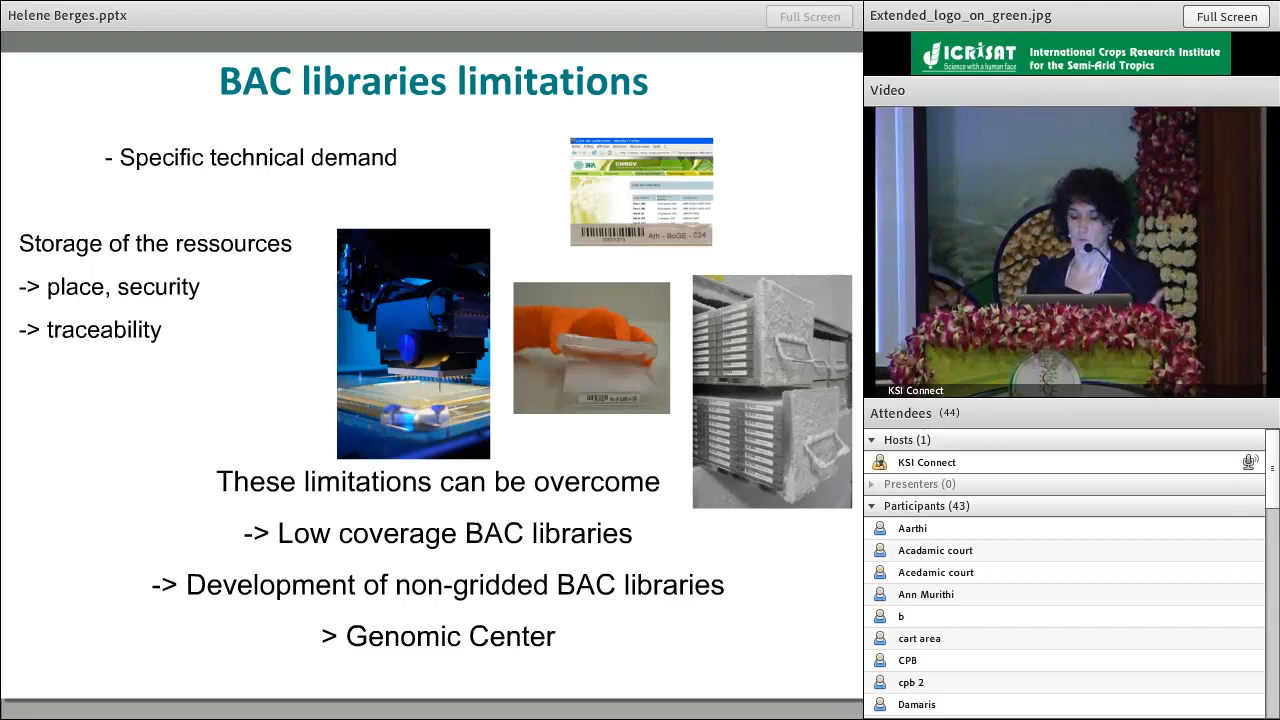 Helene Berges.pptx
Full Screen
BAC libraries limitations
- Specific technical demand
CNRGV
Ath - BcGE - C24
Storage of the ressources
-> place, security
-> traceability
These limitations can be overcome
-> Low coverage BAC libraries
-> Development of non-gridded BAC libraries
> Genomic Center
Extended_logo_on_green.jpg
Full Screen
ICRISAT
Science with a human face
International Crops Research Institute
for the Semi-Arid Tropics
Video
KSI Connect
Attendees (44)
Hosts (1)
KSI Connect
Presenters (0)
Participants (43)
Aarthi
Acadamic court
Acedamic court
Ann Murithi
b
cart area
CPB
cpb 2
Damaris